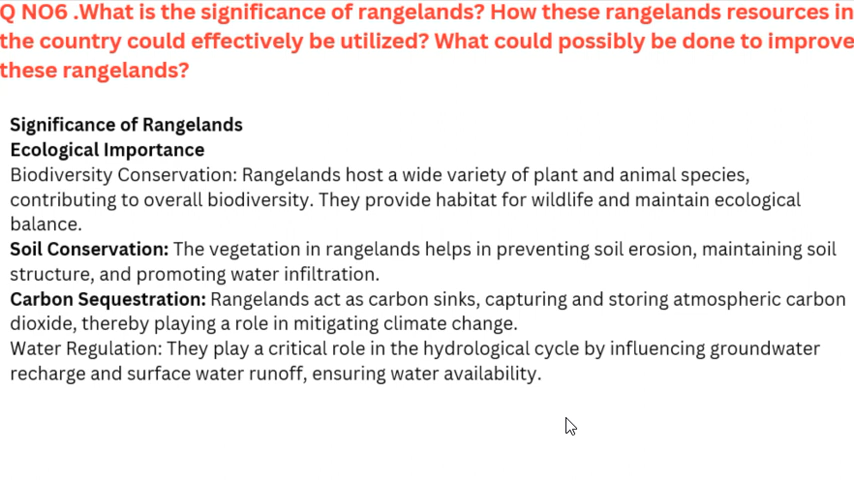 Q NO6 .What is the significance of rangelands? How these rangelands resources in
the country could effectively be utilized? What could possibly be done to improve
these rangelands?
Significance of Rangelands
Ecological Importance
Biodiversity Conservation: Rangelands host a wide variety of plant and animal species,
contributing to overall biodiversity. They provide habitat for wildlife and maintain ecological
balance.
Soil Conservation: The vegetation in rangelands helps in preventing soil erosion, maintaining soil
structure, and promoting water infiltration.
Carbon Sequestration: Rangelands act as carbon sinks, capturing and storing atmospheric carbon
dioxide, thereby playing a role in mitigating climate change.
Water Regulation: They play a critical role in the hydrological cycle by influencing groundwater
recharge and surface water runoff, ensuring water availability.